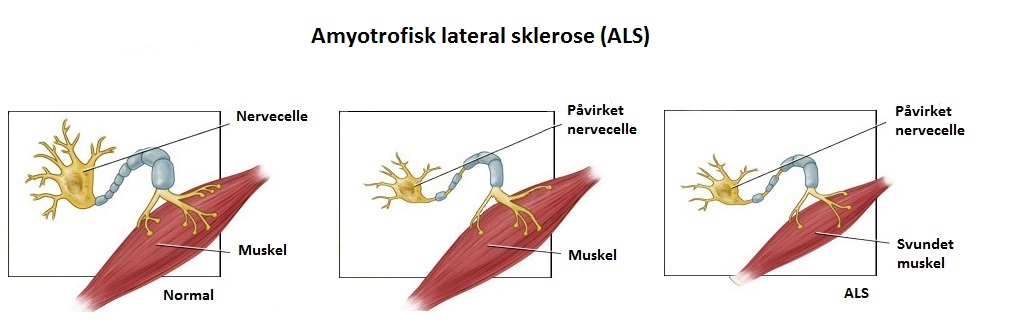 Amyotrofisk lateral sklerose (ALS)
Nervecelle
Muskel
Normal
Påvirket
nervecelle
Muskel
Påvirket
nervecelle
Svundet
muskel
ALS